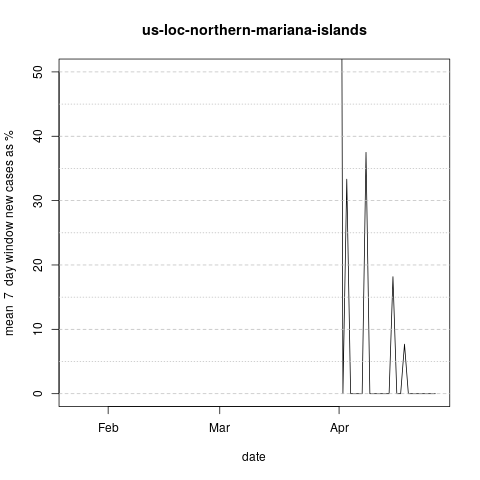 us-loc-northern-mariana-islands
mean 7 day window new cases as %
50
40
30
20
10
0
Feb Mar Apr
date